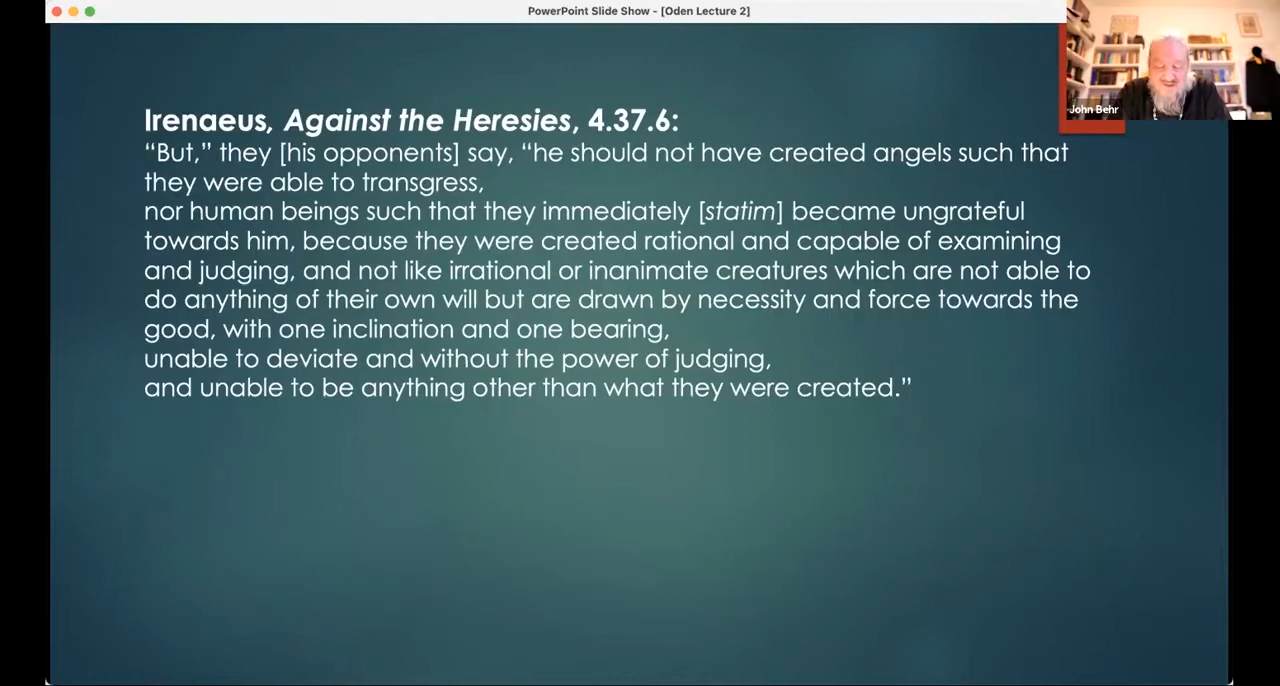 PowerPoint Slide Show - [Oden Lecture 2]
John Behr
Irenaeus, Against the Heresies, 4.37.6:
“But,” they [his opponents] say, “he should not have created angels such that
they were able to transgress,
nor human beings such that they immediately [statim] became ungrateful
towards him, because they were created rational and capable of examining
and judging, and not like irrational or inanimate creatures which are not able to
do anything of their own will but are drawn by necessity and force towards the
good, with one inclination and one bearing,
unable to deviate and without the power of judging,
and unable to be anything other than what they were created.”